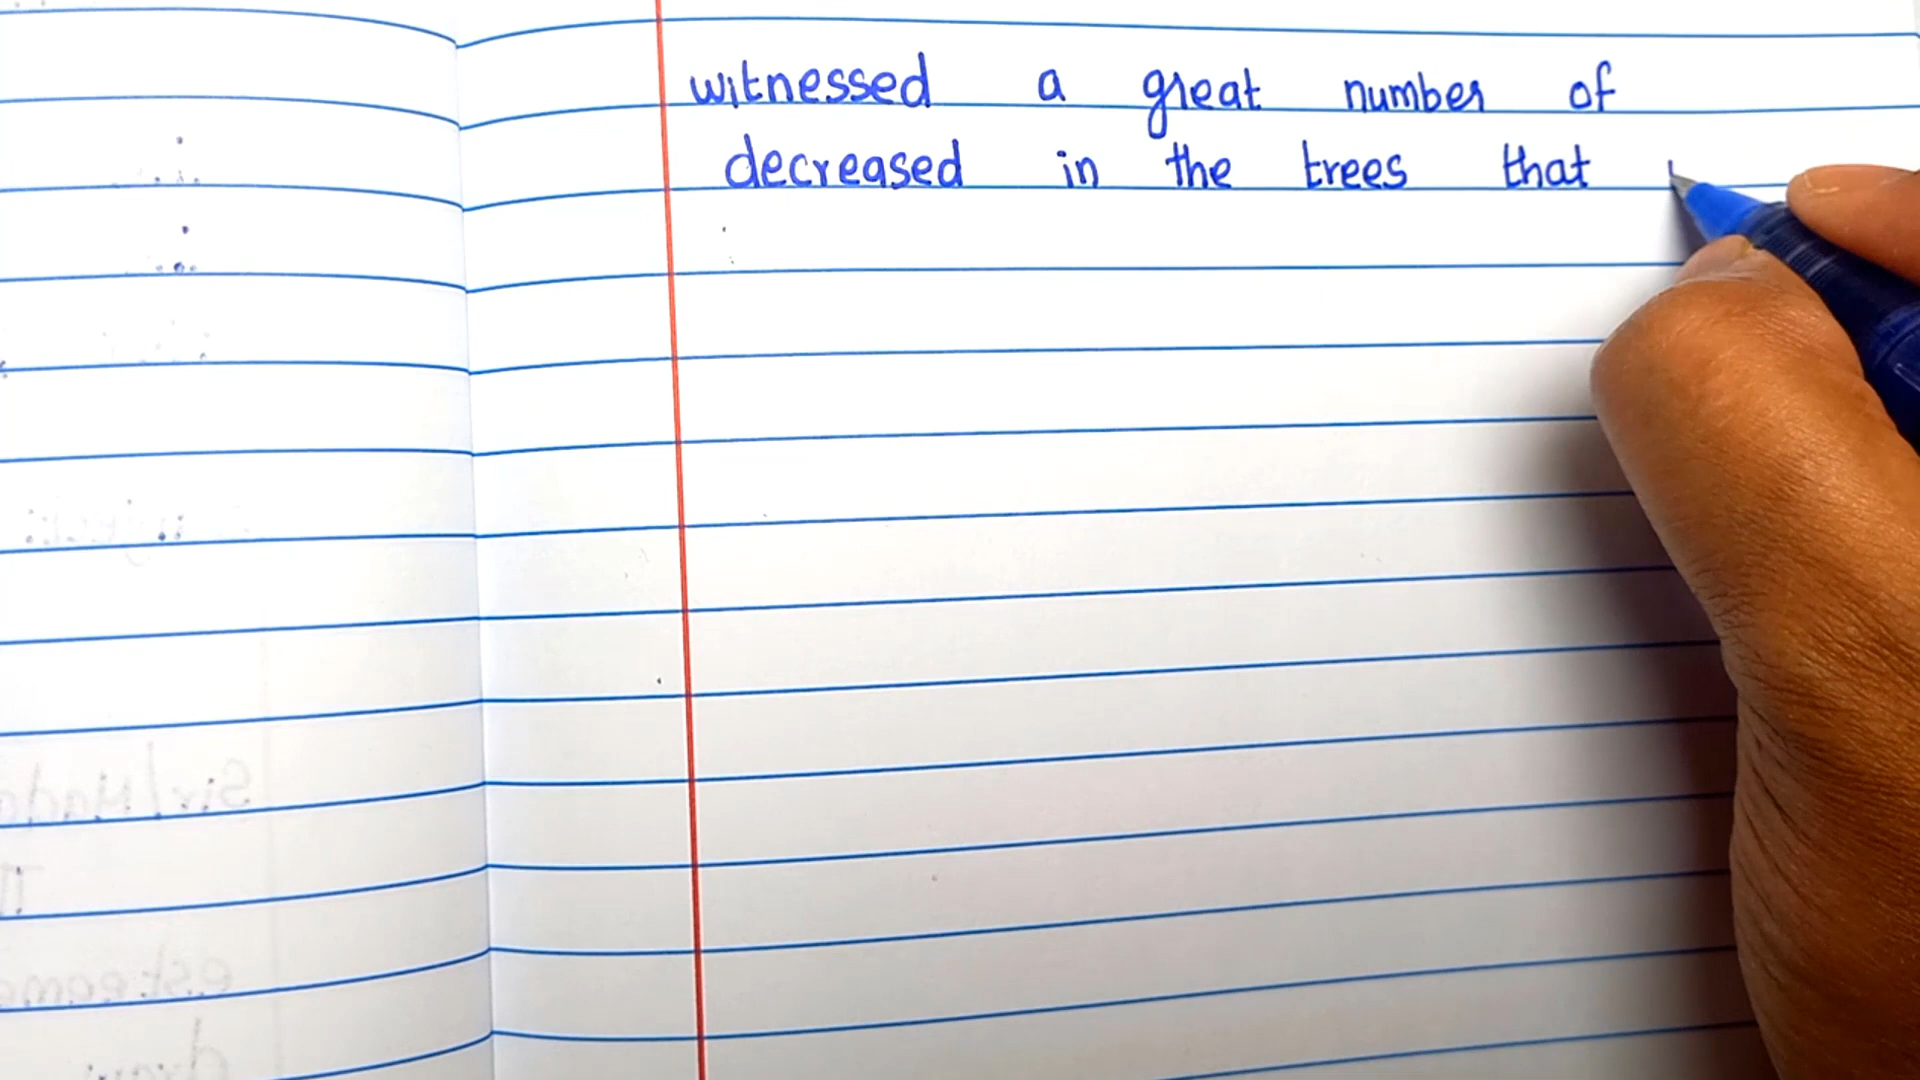 witnessed a great number of
decreased in the trees that